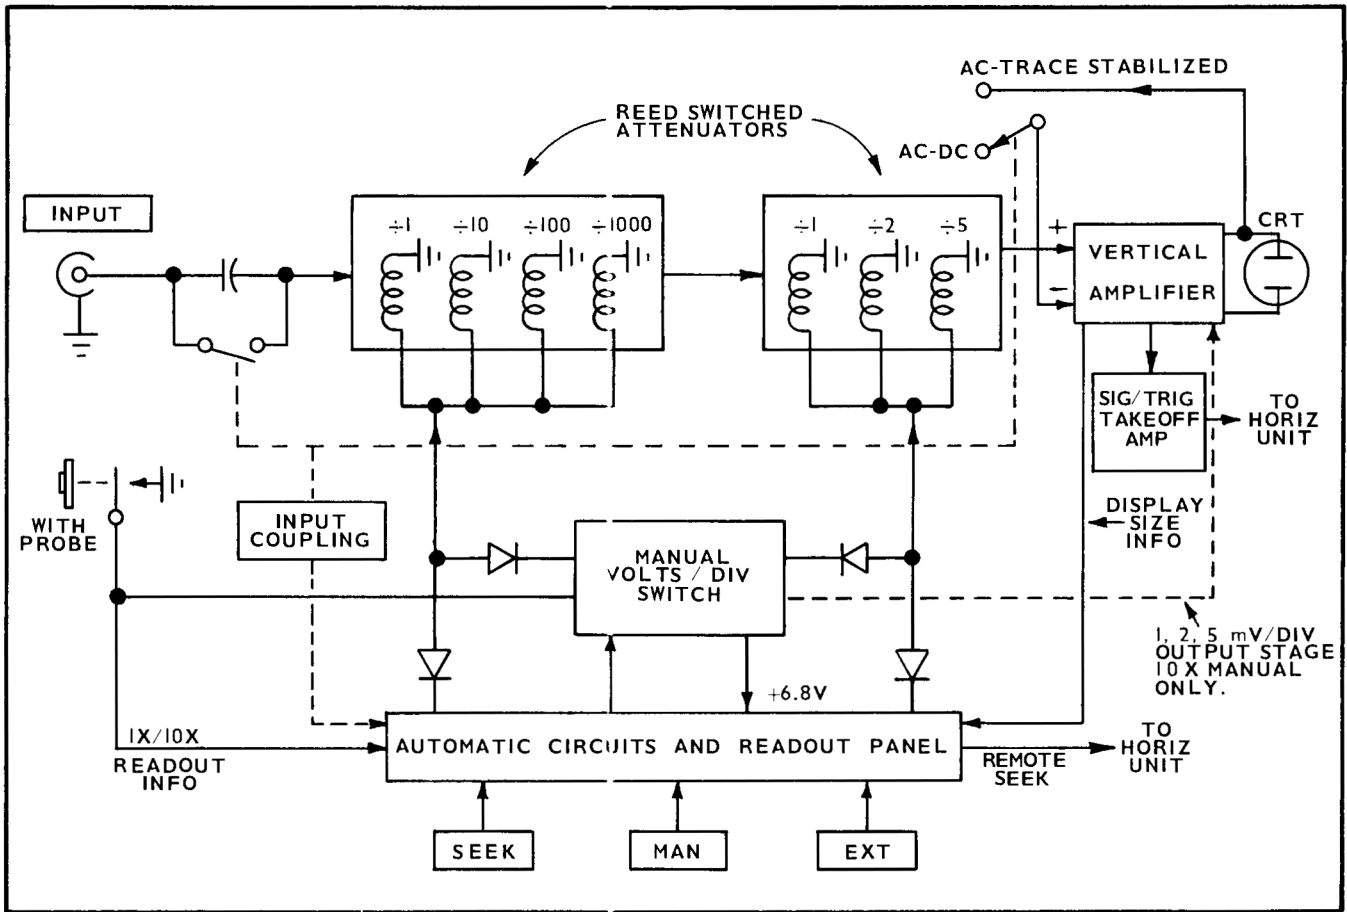 AC-TRACE STABILIZED
REED SWITCHED
ATTENUATORS
AC-DC
INPUT
÷1 ÷10 ÷100 ÷1000
÷1 ÷2 ÷5
CRT
+
VERTICAL
-
AMPLIFIER
SIG/TRIG
TAKEOFF
AMP
TO
HORIZ
UNIT
WITH
PROBE
INPUT
COUPLING
MANUAL
VOLTS / DIV
SWITCH
DISPLAY
SIZE
INFO
1, 2, 5 mV/DIV
OUTPUT STAGE
10X MANUAL
ONLY.
+6.8V
1X/10X
READOUT
INFO
AUTOMATIC CIRCUITS AND READOUT PANEL
REMOTE
SEEK
TO
HORIZ
UNIT
SEEK
MAN
EXT